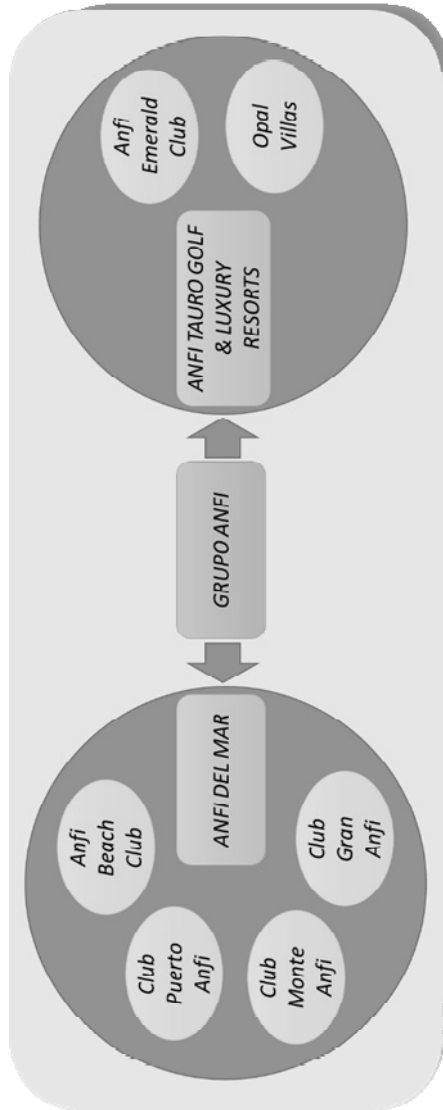 Anfi
Beach
Club
Club
Puerto
Anfi
Club
Monte
Anfi
Club
Gran
Anfi
ANFI DEL MAR
GRUPO ANFI
ANFI TAURO GOLF
& LUXURY
RESORTS
Anfi
Emerald
Club
Opal
Villas